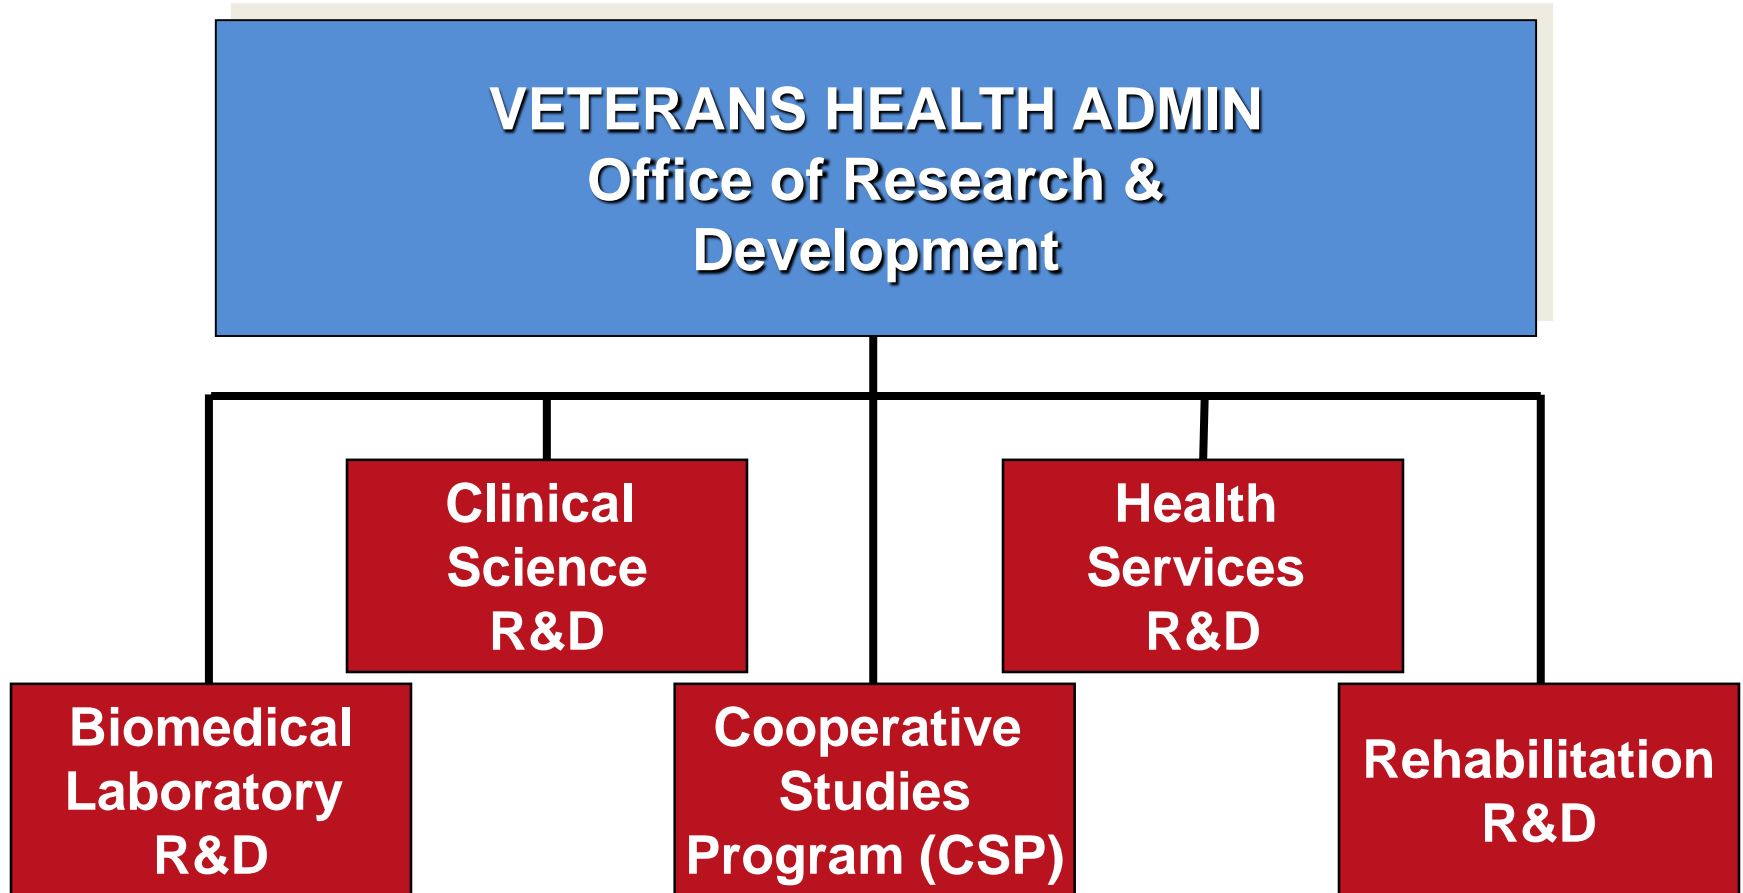 VETERANS HEALTH ADMIN
Office of Research &
Development
Clinical
Science
R&D
Health
Services
R&D
Biomedical
Laboratory
R&D
Cooperative
Studies
Program (CSP)
Rehabilitation
R&D